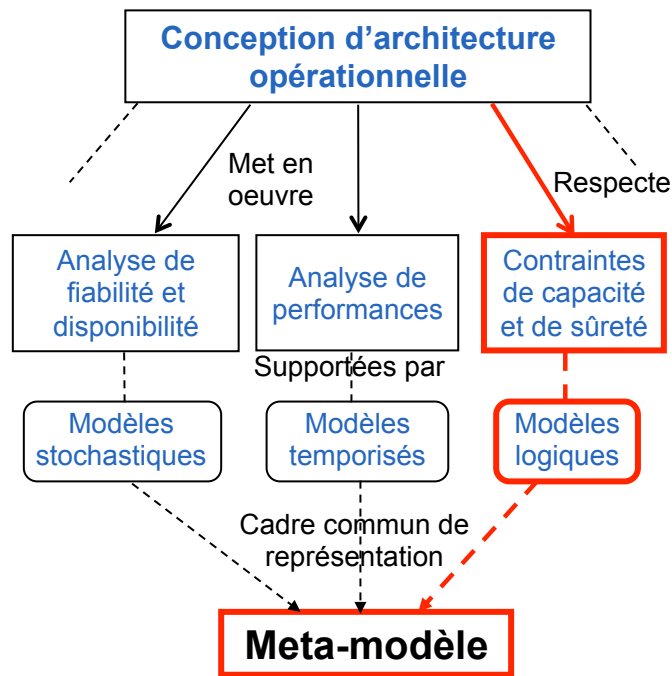 Conception d'architecture
opérationnelle
Met en
oeuvre
Respecte
Analyse de
fiabilité et
disponibilité
Analyse de
performances
Contraintes
de capacité
et de sûreté
Supportées par
Modèles
stochastiques
Modèles
temporisés
Modèles
logiques
Cadre commun de
représentation
Meta-modèle